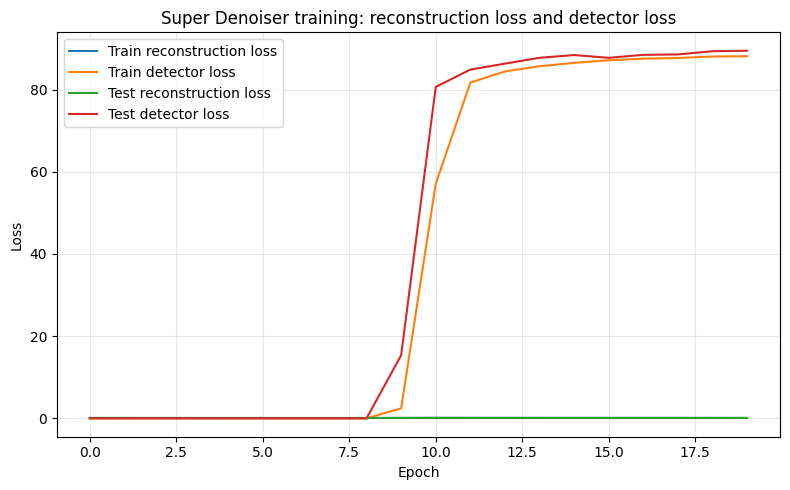 Super Denoiser training: reconstruction loss and detector loss
Train reconstruction loss
Train detector loss
Test reconstruction loss
Test detector loss
80
60
40
20
0
Loss
0.0 2.5 5.0 7.5 10.0 12.5 15.0 17.5
Epoch